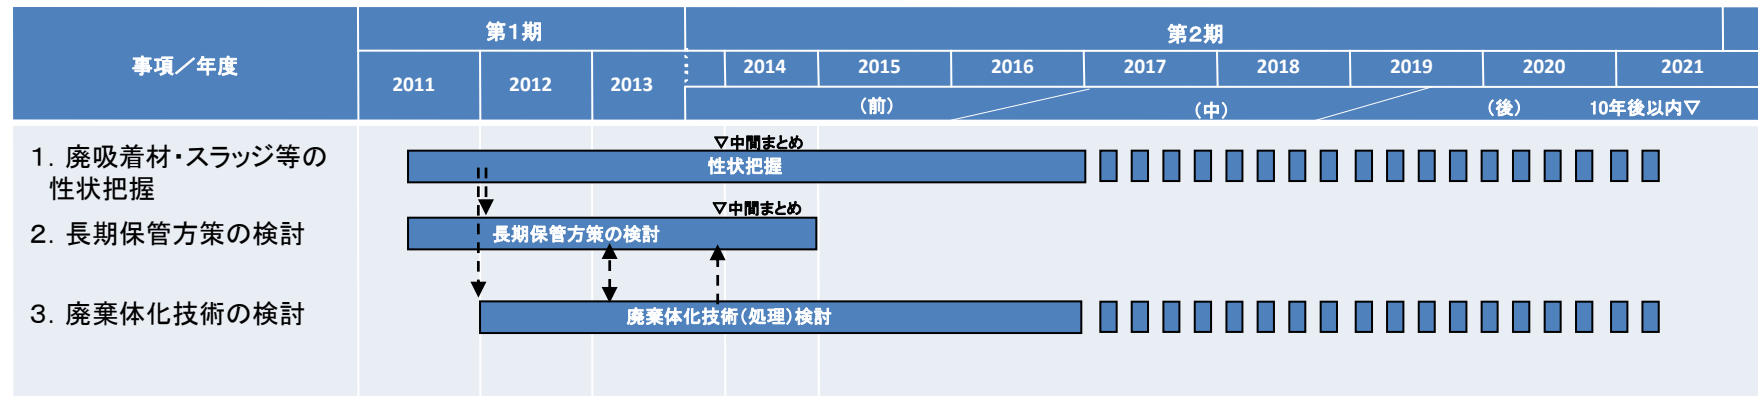 事項／年度
第１期
第２期
2011
2012
2013
2014
2015
2016
2017
2018
2019
2020
2021
（前）
（中）
（後）
10年後以内▽
１．廃吸着材・スラッジ等の
性状把握
▽中間まとめ
性状把握
２．長期保管方策の検討
▽中間まとめ
長期保管方策の検討
３．廃棄体化技術の検討
廃棄体化技術（処理）検討